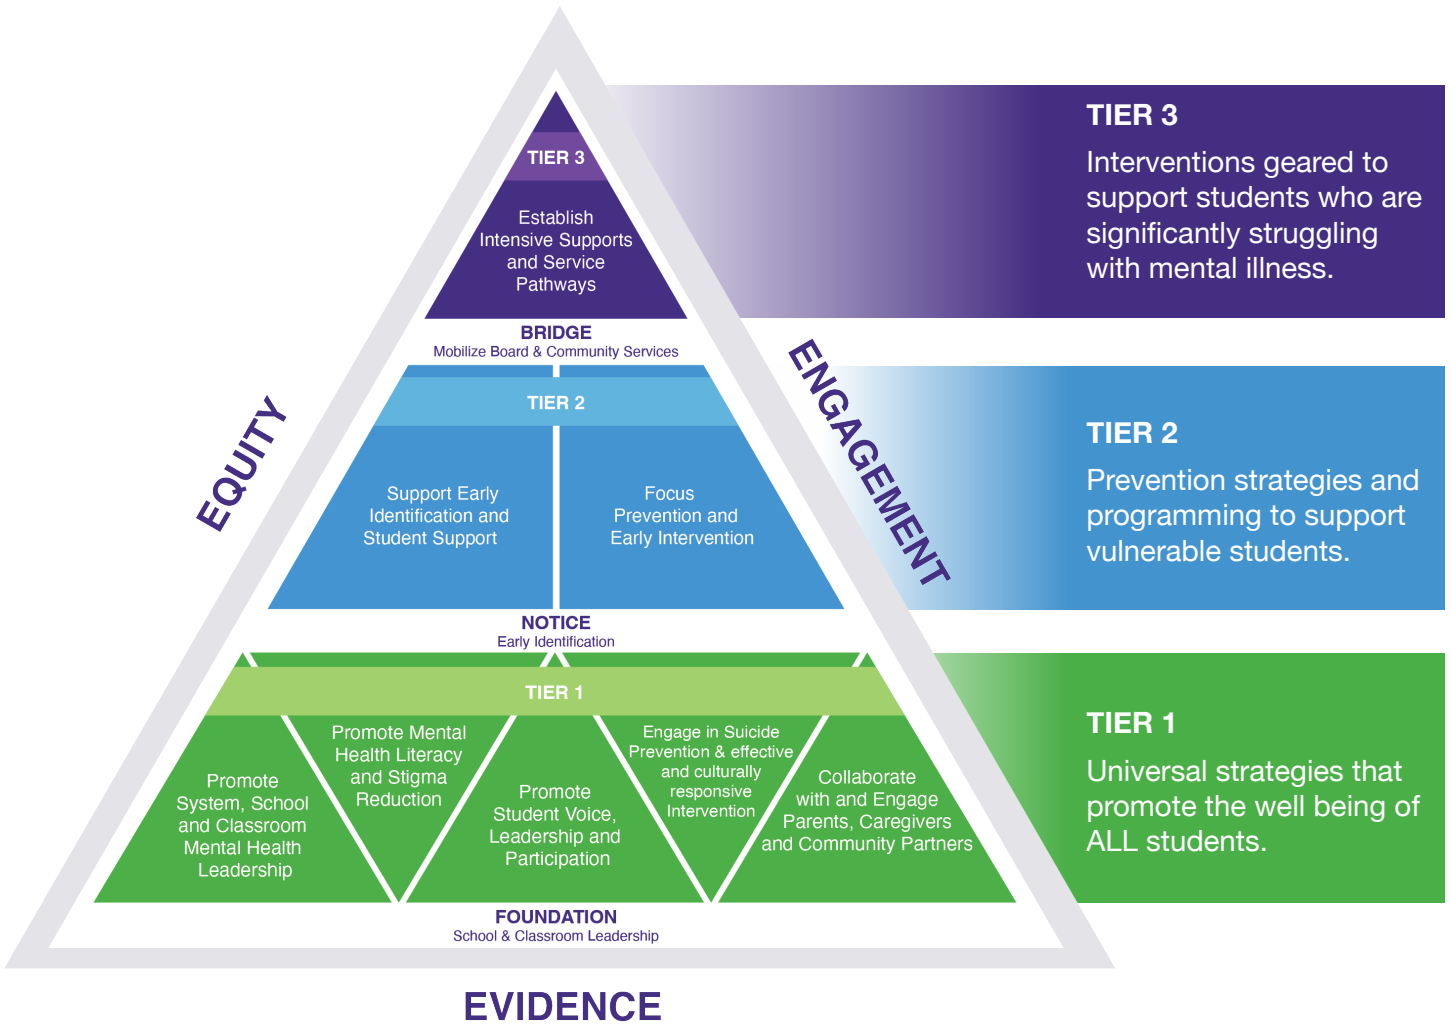 TIER 3
Establish
Intensive Supports
and Service
Pathways
BRIDGE
Mobilize Board & Community Services
TIER 2
Support Early
Identification and
Student Support
Focus
Prevention and
Early Intervention
NOTICE
Early Identification
TIER 1
Promote
System, School
and Classroom
Mental Health
Leadership
Promote Mental
Health Literacy
and Stigma
Reduction
Promote
Student Voice,
Leadership and
Participation
Engage in Suicide
Prevention & effective
and culturally
responsive
Intervention
Collaborate
with and Engage
Parents, Caregivers
and Community Partners
FOUNDATION
School & Classroom Leadership
EQUITY
ENGAGEMENT
EVIDENCE
TIER 3
Interventions geared to
support students who are
significantly struggling
with mental illness.
TIER 2
Prevention strategies and
programming to support
vulnerable students.
TIER 1
Universal strategies that
promote the well being of
ALL students.